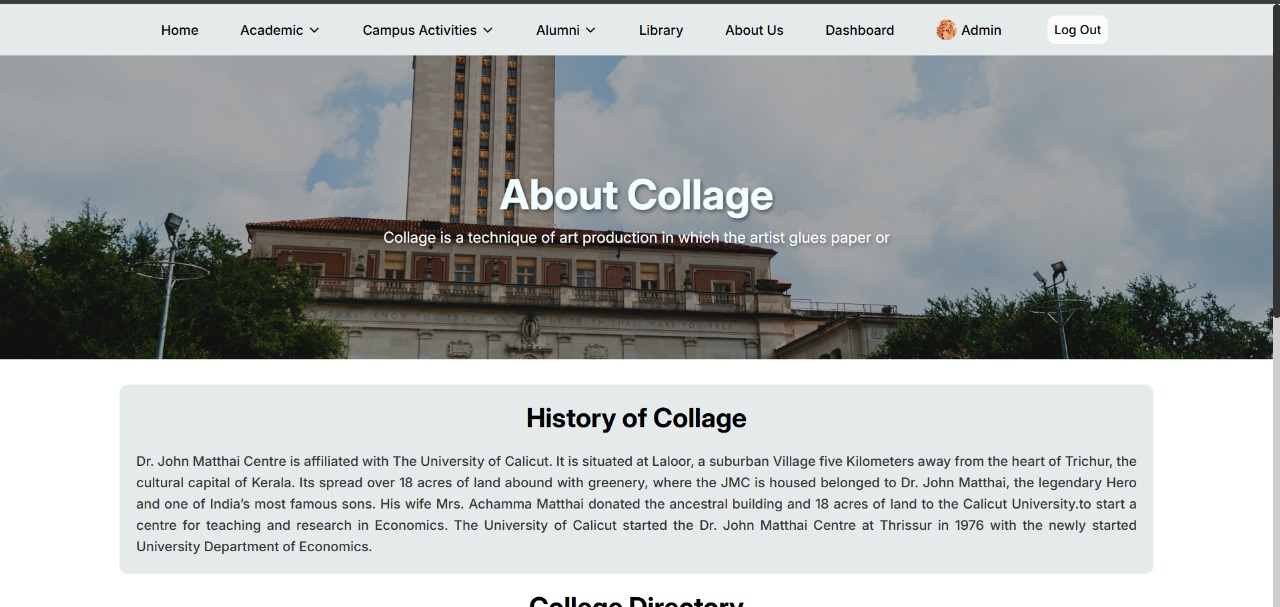 Home Academic Campus Activities Alumni Library About Us Dashboard Admin Log Out
About Collage
Collage is a technique of art production in which the artist glues paper or
History of Collage
Dr. John Matthai Centre is affiliated with The University of Calicut. It is situated at Laloor, a suburban Village five Kilometers away from the heart of Trichur, the
cultural capital of Kerala. Its spread over 18 acres of land abound with greenery, where the JMC is housed belonged to Dr. John Matthai, the legendary Hero
and one of India’s most famous sons. His wife Mrs. Achamma Matthai donated the ancestral building and 18 acres of land to the Calicut University.to start a
centre for teaching and research in Economics. The University of Calicut started the Dr. John Matthai Centre at Thrissur in 1976 with the newly started
University Department of Economics.
College Directory